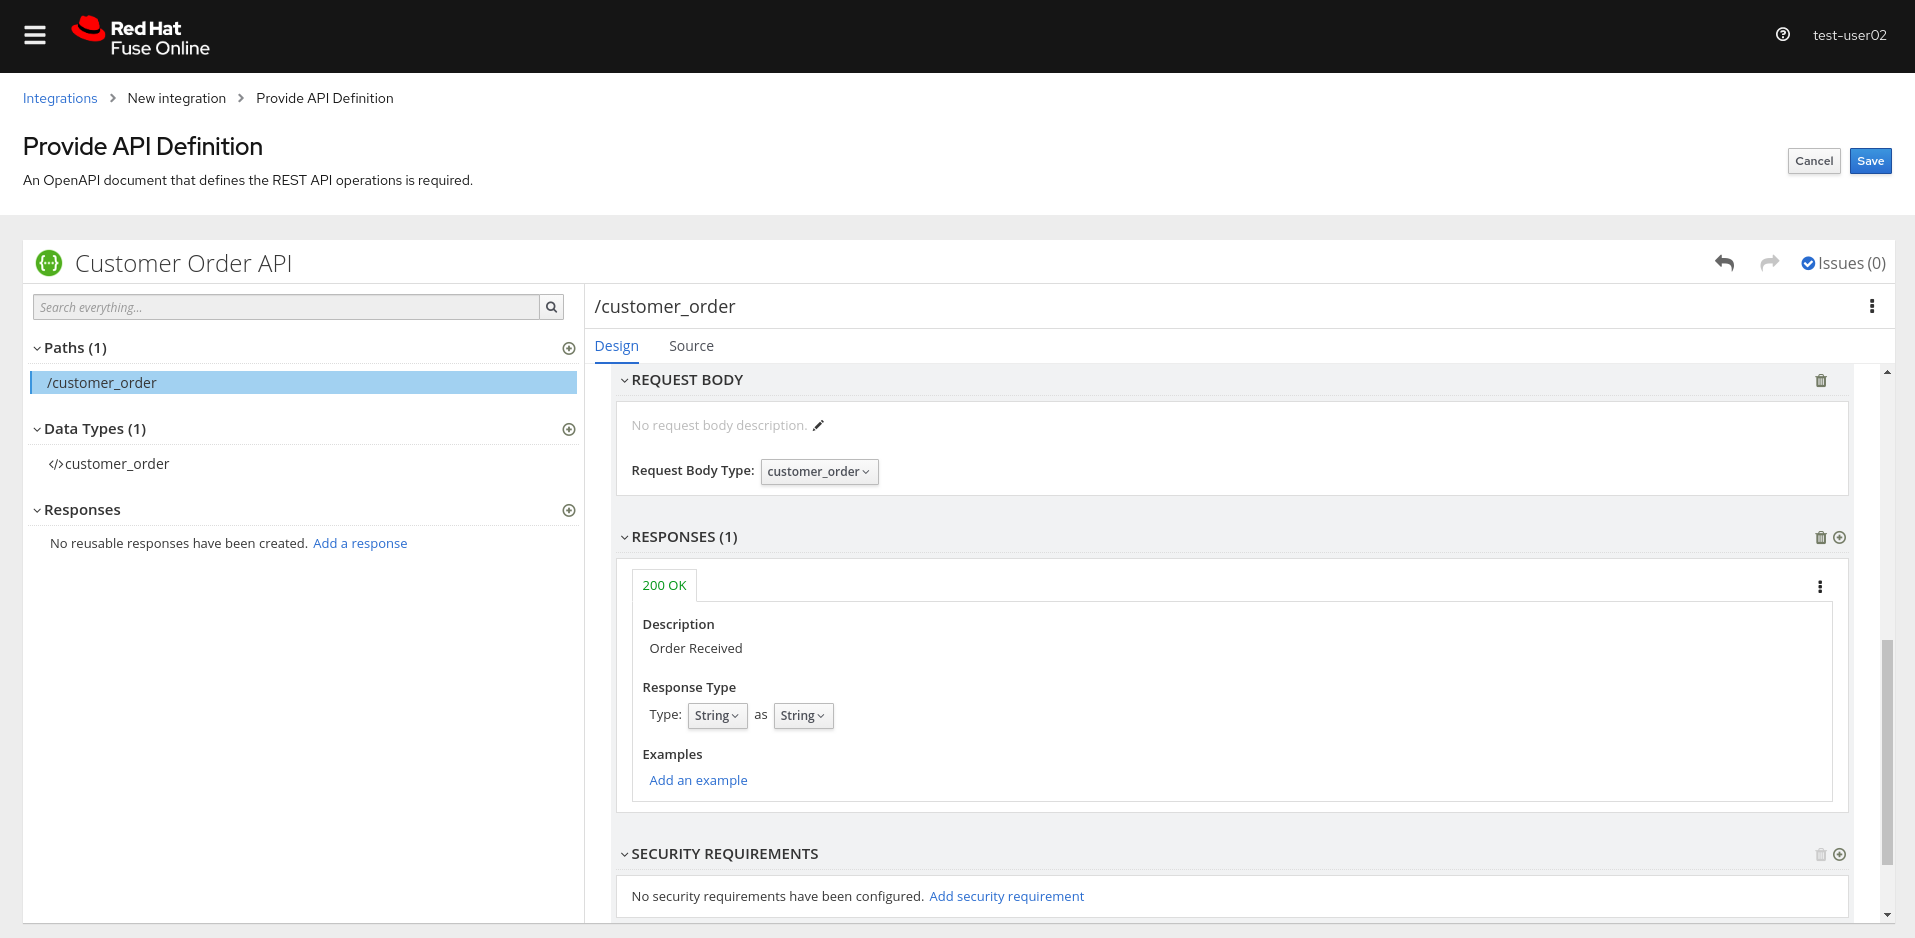 Red Hat
Fuse Online
test-user02
Integrations > New integration > Provide API Definition
Provide API Definition
Cancel
Save
An OpenAPI document that defines the REST API operations is required.
Customer Order API
Issues (0)
Search everything...
/customer_order
Paths (1)
Design
Source
/customer_order
REQUEST BODY
No request body description.
Data Types (1)
</>customer_order
Request Body Type:
customer_order
Responses
No reusable responses have been created. Add a response
RESPONSES (1)
200 OK
Description
Order Received
Response Type
Type:
String
as
String
Examples
Add an example
SECURITY REQUIREMENTS
No security requirements have been configured. Add security requirement